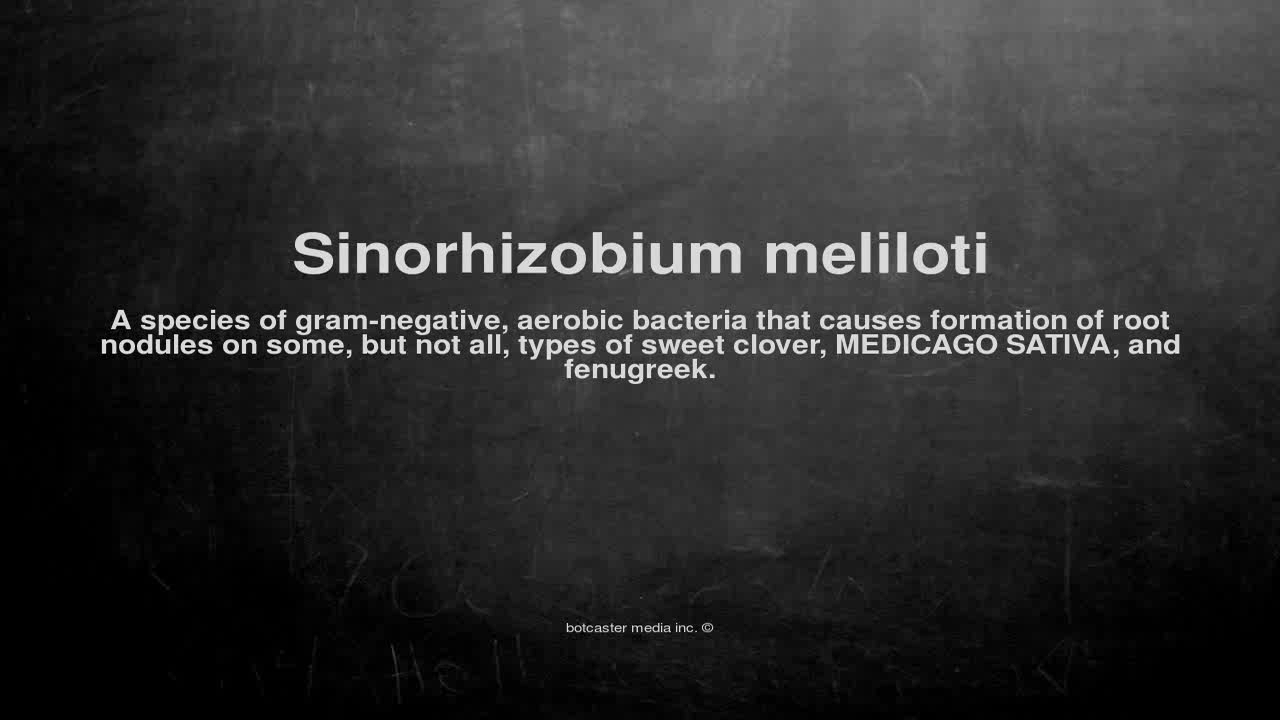 Sinorhizobium meliloti
A species of gram-negative, aerobic bacteria that causes formation of root
nodules on some, but not all, types of sweet clover, MEDICAGO SATIVA, and
fenugreek.
botcaster media inc. ©